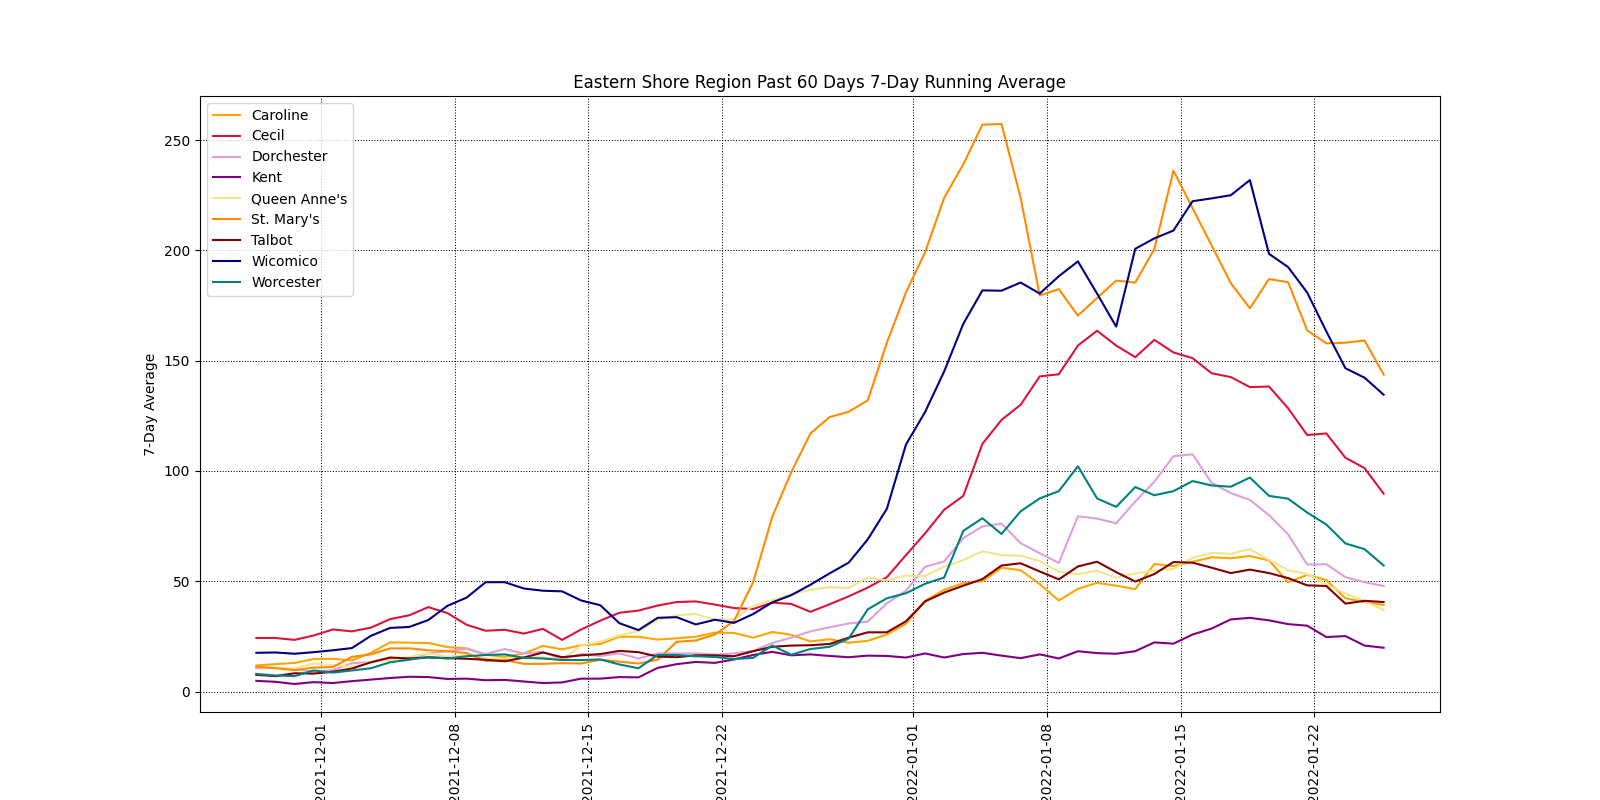 Eastern Shore Region Past 60 Days 7-Day Running Average
Caroline
Cecil
Dorchester
Kent
Queen Anne's
St. Mary's
Talbot
Wicomico
Worcester
7-Day Average
250
200
150
100
50
0
2021-12-01
2021-12-08
2021-12-15
2021-12-22
2022-01-01
2022-01-08
2022-01-15
2022-01-22